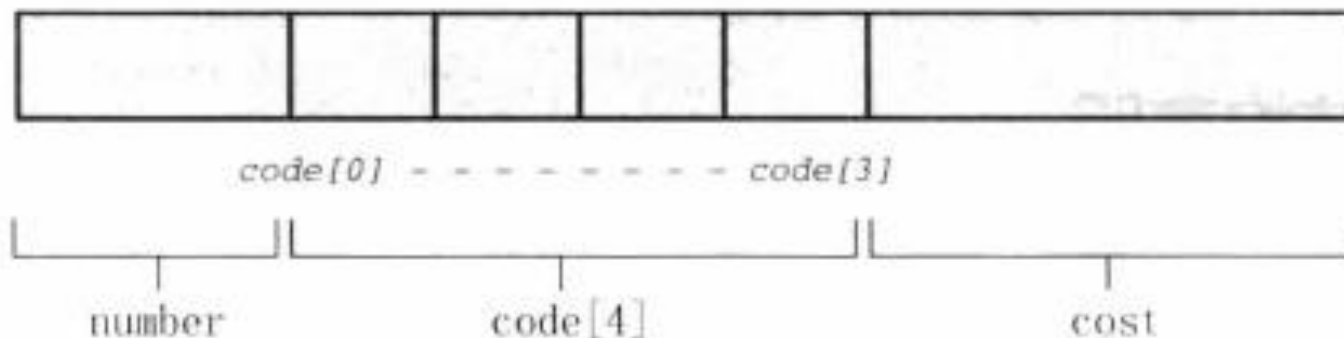 code[0] - - - - - - - - code[3]
number code[4] cost